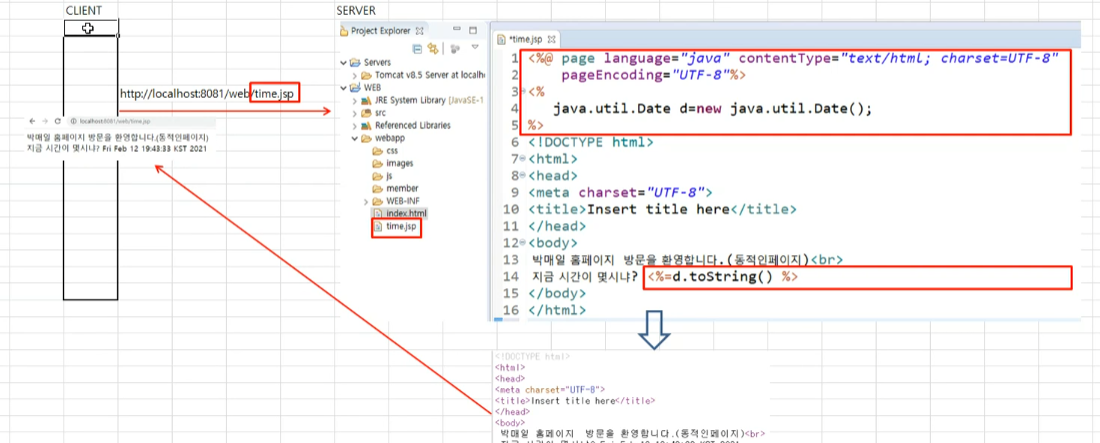 CLIENT
SERVER
Project Explorer
Servers
Tomcat v8.5 Server at localho
WEB
JRE System Library [JavaSE-1
src
Referenced Libraries
webapp
css
images
js
member
WEB-INF
index.html
time.jsp
http://localhost:8081/web/time.jsp
localhost:8081/web/time.jsp
박매일 홈페이지 방문을 환영합니다.(동적인페이지)
지금 시간이 몇시냐? Fri Feb 12 19:43:33 KST 2021
*time.jsp
1 <%@ page language="java" contentType="text/html; charset=UTF-8"
2 pageEncoding="UTF-8"%>
3 <%
4 java.util.Date d=new java.util.Date();
5 %>
6 <!DOCTYPE html>
7 <html>
8 <head>
9 <meta charset="UTF-8">
10 <title>Insert title here</title>
11 </head>
12 <body>
13 박매일 홈페이지 방문을 환영합니다.(동적인페이지)<br>
14 지금 시간이 몇시냐? <%=d.toString() %>
15 </body>
16 </html>
<!DOCTYPE html>
<html>
<head>
<meta charset="UTF-8">
<title>Insert title here</title>
</head>
<body>
박매일 홈페이지 방문을 환영합니다.(동적인페이지)<br>